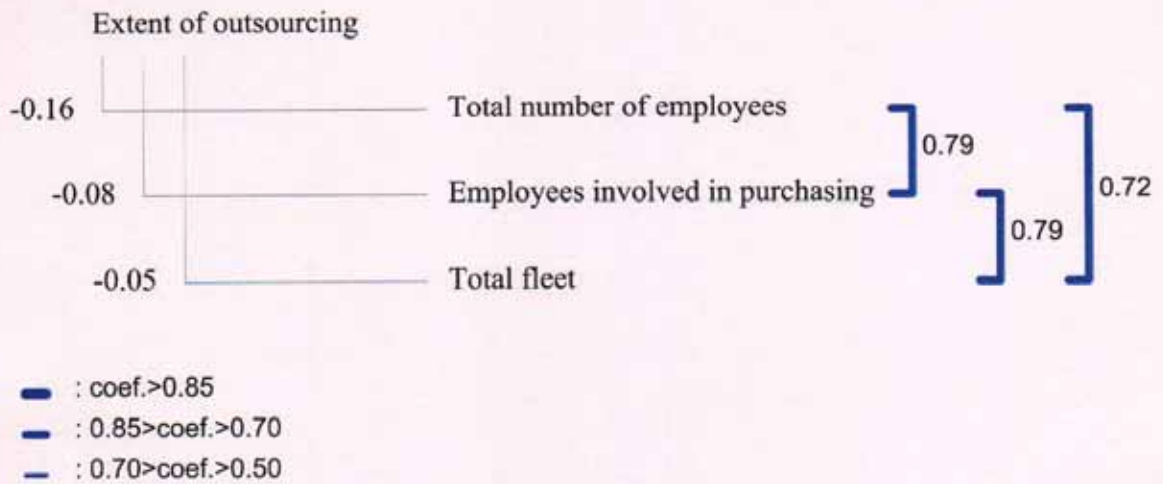 Extent of outsourcing
-0.16 Total number of employees
0.79
-0.08 Employees involved in purchasing 0.72
0.79
-0.05 Total fleet
: coef.>0.85
: 0.85>coef.>0.70
: 0.70>coef.>0.50